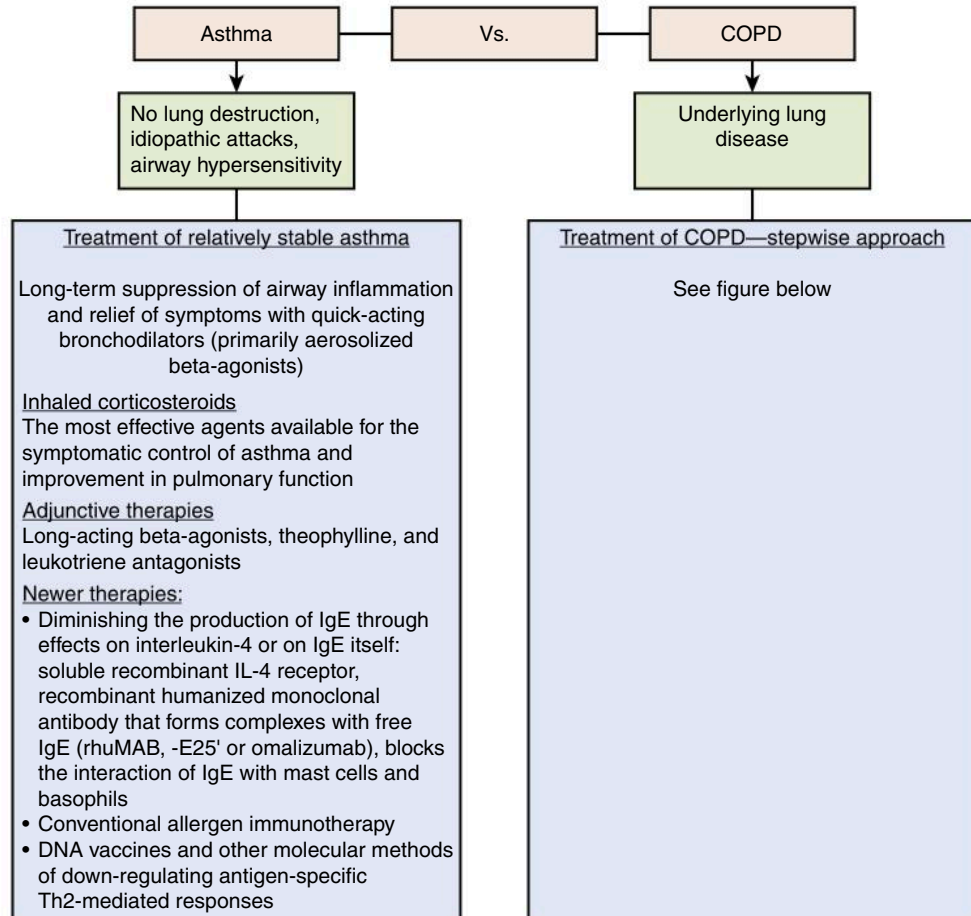 Asthma
Vs.
COPD
No lung destruction,
idiopathic attacks,
airway hypersensitivity
Underlying lung
disease
Treatment of relatively stable asthma
Long-term suppression of airway inflammation
and relief of symptoms with quick-acting
bronchodilators (primarily aerosolized
beta-agonists)
Inhaled corticosteroids
The most effective agents available for the
symptomatic control of asthma and
improvement in pulmonary function
Adjunctive therapies
Long-acting beta-agonists, theophylline, and
leukotriene antagonists
Newer therapies:
• Diminishing the production of IgE through
effects on interleukin-4 or on IgE itself:
soluble recombinant IL-4 receptor,
recombinant humanized monoclonal
antibody that forms complexes with free
IgE (rhuMAB, -E25' or omalizumab), blocks
the interaction of IgE with mast cells and
basophils
• Conventional allergen immunotherapy
• DNA vaccines and other molecular methods
of down-regulating antigen-specific
Th2-mediated responses
Treatment of COPD—stepwise approach
See figure below